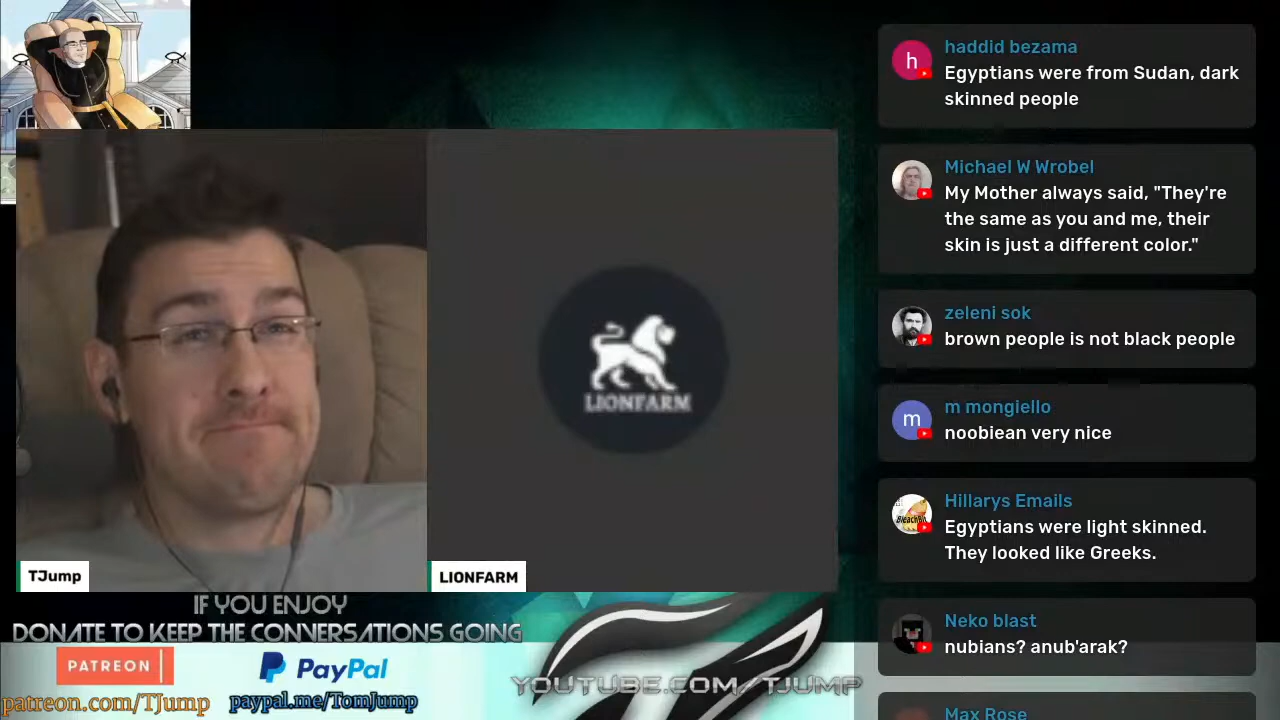 h
haddid bezama
Egyptians were from Sudan, dark
skinned people
Michael W Wrobel
My Mother always said, "They're
the same as you and me, their
skin is just a different color."
zeleni sok
brown people is not black people
m
m mongiello
noobiean very nice
Hillarys Emails
Egyptians were light skinned.
They looked like Greeks.
Neko blast
nubians? anub'arak?
Max Rose
LIONFARM
TJump
LIONFARM
IF YOU ENJOY
DONATE TO KEEP THE CONVERSATIONS GOING
PATREON
PayPal
patreon.com/TJump
paypal.me/TomJump
YOUTUBE.COM/TJUMP